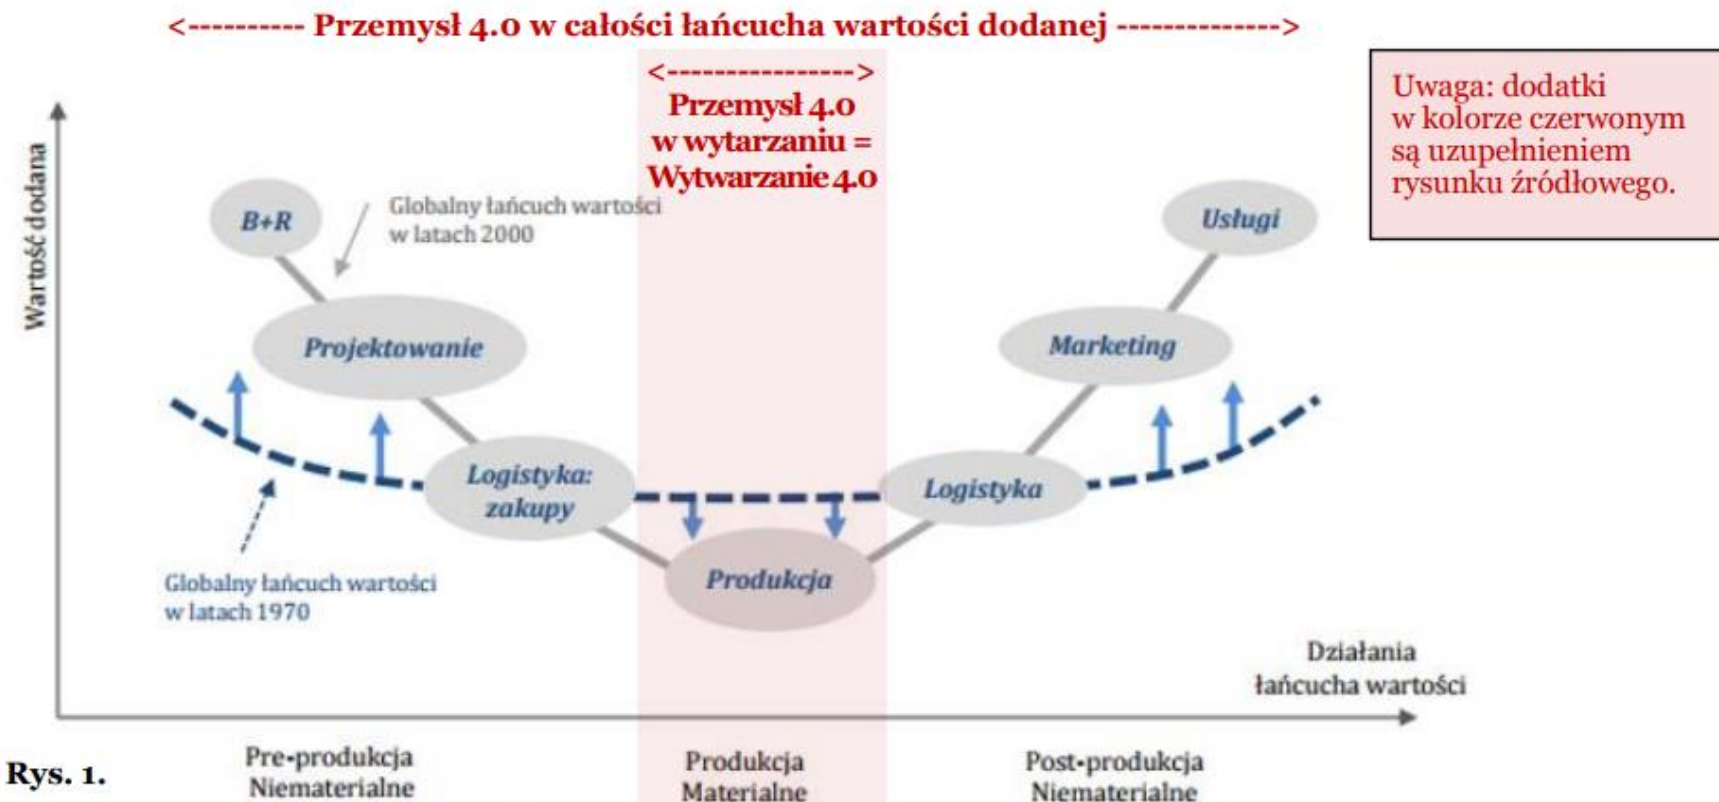 <---------- Przemysł 4.0 w całości łańcucha wartości dodanej ------------->
<---------------->
Przemysł 4.0
w wytarzaniu =
Wytwarzanie 4.0
Uwaga: dodatki
w kolorze czerwonym
są uzupełnieniem
rysunku źródłowego.
Wartość dodana
B+R
Globalny łańcuch wartości
w latach 2000
Usługi
Projektowanie
Marketing
Logistyka:
zakupy
Logistyka
Produkcja
Globalny łańcuch wartości
w latach 1970
Działania
łańcucha wartości
Rys. 1.
Pre-produkcja
Niematerialne
Produkcja
Materialne
Post-produkcja
Niematerialne